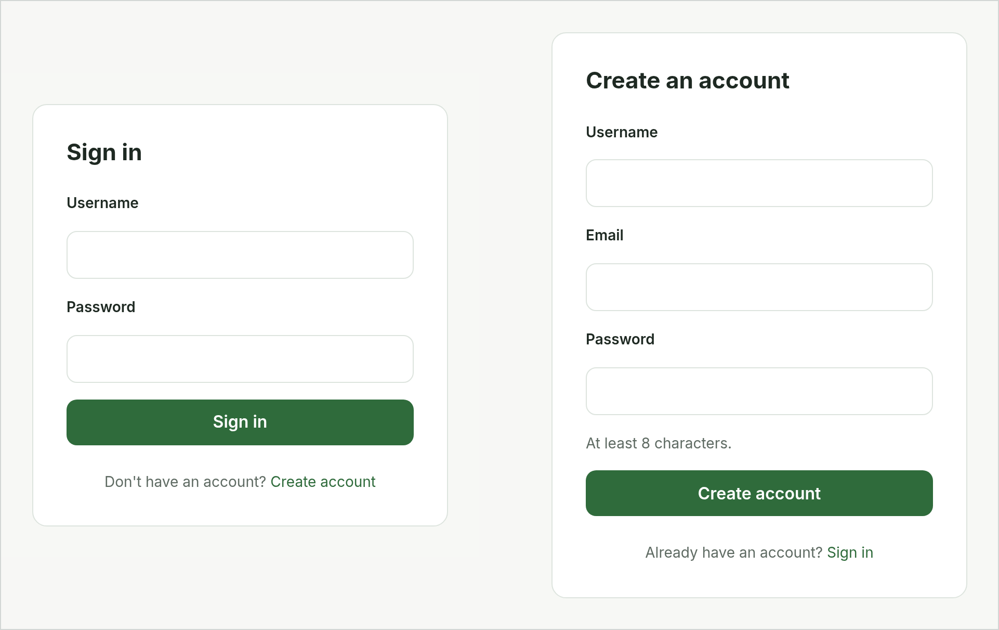 Sign in
Username
Password
Sign in
Don't have an account? Create account
Create an account
Username
Email
Password
At least 8 characters.
Create account
Already have an account? Sign in